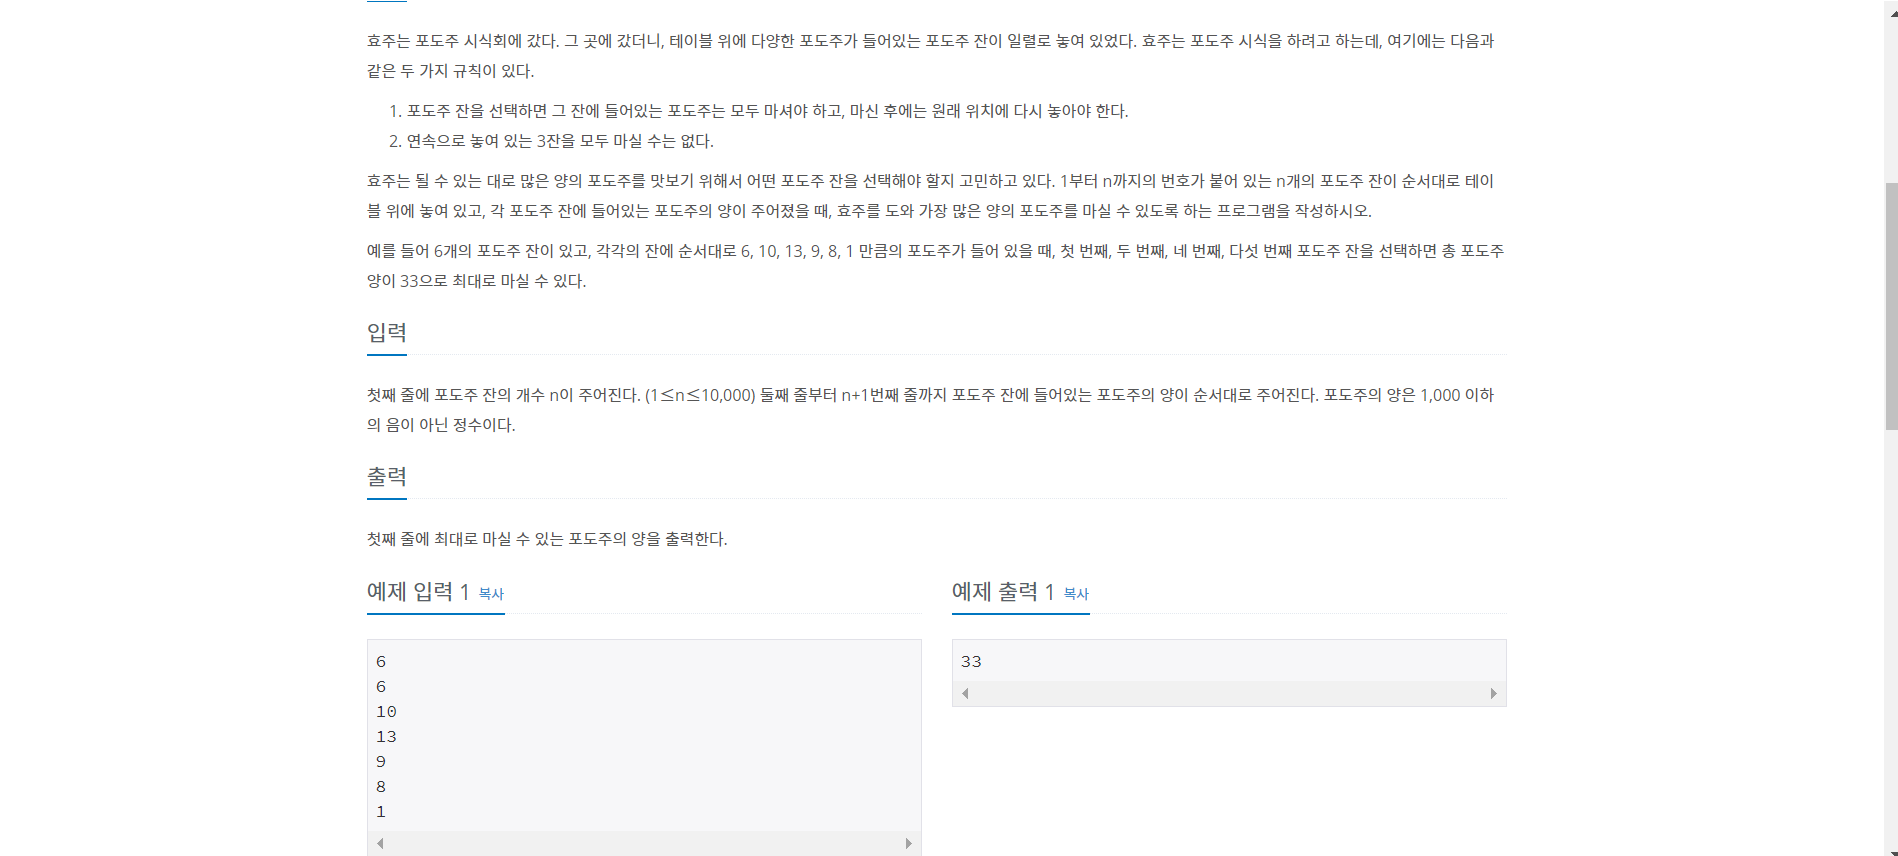 효주는 포도주 시식회에 갔다. 그 곳에 갔더니, 테이블 위에 다양한 포도주가 들어있는 포도주 잔이 일렬로 놓여 있었다. 효주는 포도주 시식을 하려고 하는데, 여기에는 다음과
같은 두 가지 규칙이 있다.
1. 포도주 잔을 선택하면 그 잔에 들어있는 포도주는 모두 마셔야 하고, 마신 후에는 원래 위치에 다시 놓아야 한다.
2. 연속으로 놓여 있는 3잔을 모두 마실 수는 없다.
효주는 될 수 있는 대로 많은 양의 포도주를 맛보기 위해서 어떤 포도주 잔을 선택해야 할지 고민하고 있다. 1부터 n까지의 번호가 붙어 있는 n개의 포도주 잔이 순서대로 테이
블 위에 놓여 있고, 각 포도주 잔에 들어있는 포도주의 양이 주어졌을 때, 효주를 도와 가장 많은 양의 포도주를 마실 수 있도록 하는 프로그램을 작성하시오.
예를 들어 6개의 포도주 잔이 있고, 각각의 잔에 순서대로 6, 10, 13, 9, 8, 1 만큼의 포도주가 들어 있을 때, 첫 번째, 두 번째, 네 번째, 다섯 번째 포도주 잔을 선택하면 총 포도주
양이 33으로 최대로 마실 수 있다.
입력
첫째 줄에 포도주 잔의 개수 n이 주어진다. (1≤n≤10,000) 둘째 줄부터 n+1번째 줄까지 포도주 잔에 들어있는 포도주의 양이 순서대로 주어진다. 포도주의 양은 1,000 이하
의 음이 아닌 정수이다.
출력
첫째 줄에 최대로 마실 수 있는 포도주의 양을 출력한다.
예제 입력 1 복사
6
6
10
13
9
8
1
예제 출력 1 복사
33